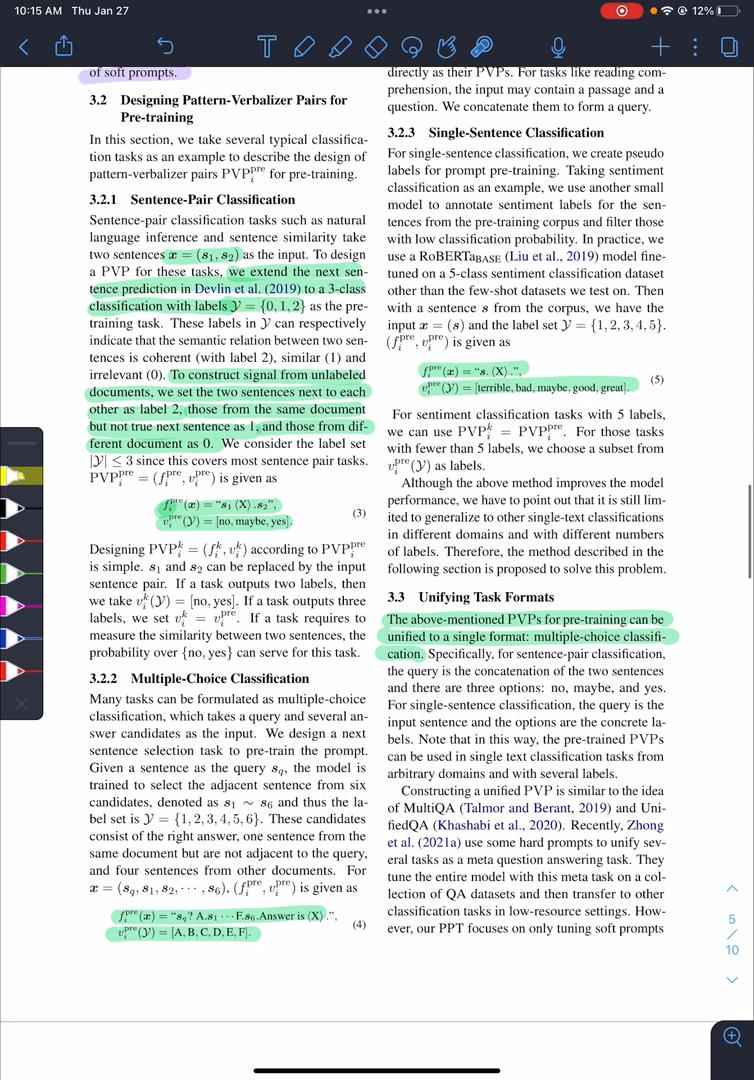 10:15 AM Thu Jan 27
12%
of soft prompts.
3.2 Designing Pattern-Verbalizer Pairs for
Pre-training
In this section, we take several typical classifica-
tion tasks as an example to describe the design of
pattern-verbalizer pairs PVPᵢᵖʳᵉ for pre-training.
3.2.1 Sentence-Pair Classification
Sentence-pair classification tasks such as natural
language inference and sentence similarity take
two sentences x = (s₁, s₂) as the input. To design
a PVP for these tasks, we extend the next sen-
tence prediction in Devlin et al. (2019) to a 3-class
classification with labels 𝒴 = {0, 1, 2} as the pre-
training task. These labels in 𝒴 can respectively
indicate that the semantic relation between two sen-
tences is coherent (with label 2), similar (1) and
irrelevant (0). To construct signal from unlabeled
documents, we set the two sentences next to each
other as label 2, those from the same document
but not true next sentence as 1, and those from dif-
ferent document as 0. We consider the label set
|𝒴| ≤ 3 since this covers most sentence pair tasks.
PVPᵢᵖʳᵉ = (fᵢᵖʳᵉ, vᵢᵖʳᵉ) is given as
fᵢᵖʳᵉ(x) = “s₁ ⟨X⟩ .s₂”,
vᵢᵖʳᵉ(𝒴) = [no, maybe, yes].
(3)
Designing PVPᵢᵏ = (fᵢᵏ, vᵢᵏ) according to PVPᵢᵖʳᵉ
is simple. s₁ and s₂ can be replaced by the input
sentence pair. If a task outputs two labels, then
we take vᵢᵏ(𝒴) = [no, yes]. If a task outputs three
labels, we set vᵢᵏ = vᵢᵖʳᵉ. If a task requires to
measure the similarity between two sentences, the
probability over {no, yes} can serve for this task.
3.2.2 Multiple-Choice Classification
Many tasks can be formulated as multiple-choice
classification, which takes a query and several an-
swer candidates as the input. We design a next
sentence selection task to pre-train the prompt.
Given a sentence as the query s_q, the model is
trained to select the adjacent sentence from six
candidates, denoted as s₁ ∼ s₆ and thus the la-
bel set is 𝒴 = {1, 2, 3, 4, 5, 6}. These candidates
consist of the right answer, one sentence from the
same document but are not adjacent to the query,
and four sentences from other documents. For
x = (s_q, s₁, s₂, ⋯ , s₆), (fᵢᵖʳᵉ, vᵢᵖʳᵉ) is given as
fᵢᵖʳᵉ(x) = “s_q? A.s₁ ⋯ F.s₆.Answer is ⟨X⟩ .”,
vᵢᵖʳᵉ(𝒴) = [A, B, C, D, E, F].
(4)
directly as their PVPs. For tasks like reading com-
prehension, the input may contain a passage and a
question. We concatenate them to form a query.
3.2.3 Single-Sentence Classification
For single-sentence classification, we create pseudo
labels for prompt pre-training. Taking sentiment
classification as an example, we use another small
model to annotate sentiment labels for the sen-
tences from the pre-training corpus and filter those
with low classification probability. In practice, we
use a RoBERTaBASE (Liu et al., 2019) model fine-
tuned on a 5-class sentiment classification dataset
other than the few-shot datasets we test on. Then
with a sentence s from the corpus, we have the
input x = (s) and the label set 𝒴 = {1, 2, 3, 4, 5}.
(fᵢᵖʳᵉ, vᵢᵖʳᵉ) is given as
fᵢᵖʳᵉ(x) = “s. ⟨X⟩ .”,
vᵢᵖʳᵉ(𝒴) = [terrible, bad, maybe, good, great].
(5)
For sentiment classification tasks with 5 labels,
we can use PVPᵢᵏ = PVPᵢᵖʳᵉ. For those tasks
with fewer than 5 labels, we choose a subset from
vᵢᵖʳᵉ(𝒴) as labels.
Although the above method improves the model
performance, we have to point out that it is still lim-
ited to generalize to other single-text classifications
in different domains and with different numbers
of labels. Therefore, the method described in the
following section is proposed to solve this problem.
3.3 Unifying Task Formats
The above-mentioned PVPs for pre-training can be
unified to a single format: multiple-choice classifi-
cation. Specifically, for sentence-pair classification,
the query is the concatenation of the two sentences
and there are three options: no, maybe, and yes.
For single-sentence classification, the query is the
input sentence and the options are the concrete la-
bels. Note that in this way, the pre-trained PVPs
can be used in single text classification tasks from
arbitrary domains and with several labels.
Constructing a unified PVP is similar to the idea
of MultiQA (Talmor and Berant, 2019) and Uni-
fiedQA (Khashabi et al., 2020). Recently, Zhong
et al. (2021a) use some hard prompts to unify sev-
eral tasks as a meta question answering task. They
tune the entire model with this meta task on a col-
lection of QA datasets and then transfer to other
classification tasks in low-resource settings. How-
ever, our PPT focuses on only tuning soft prompts
5
/
10